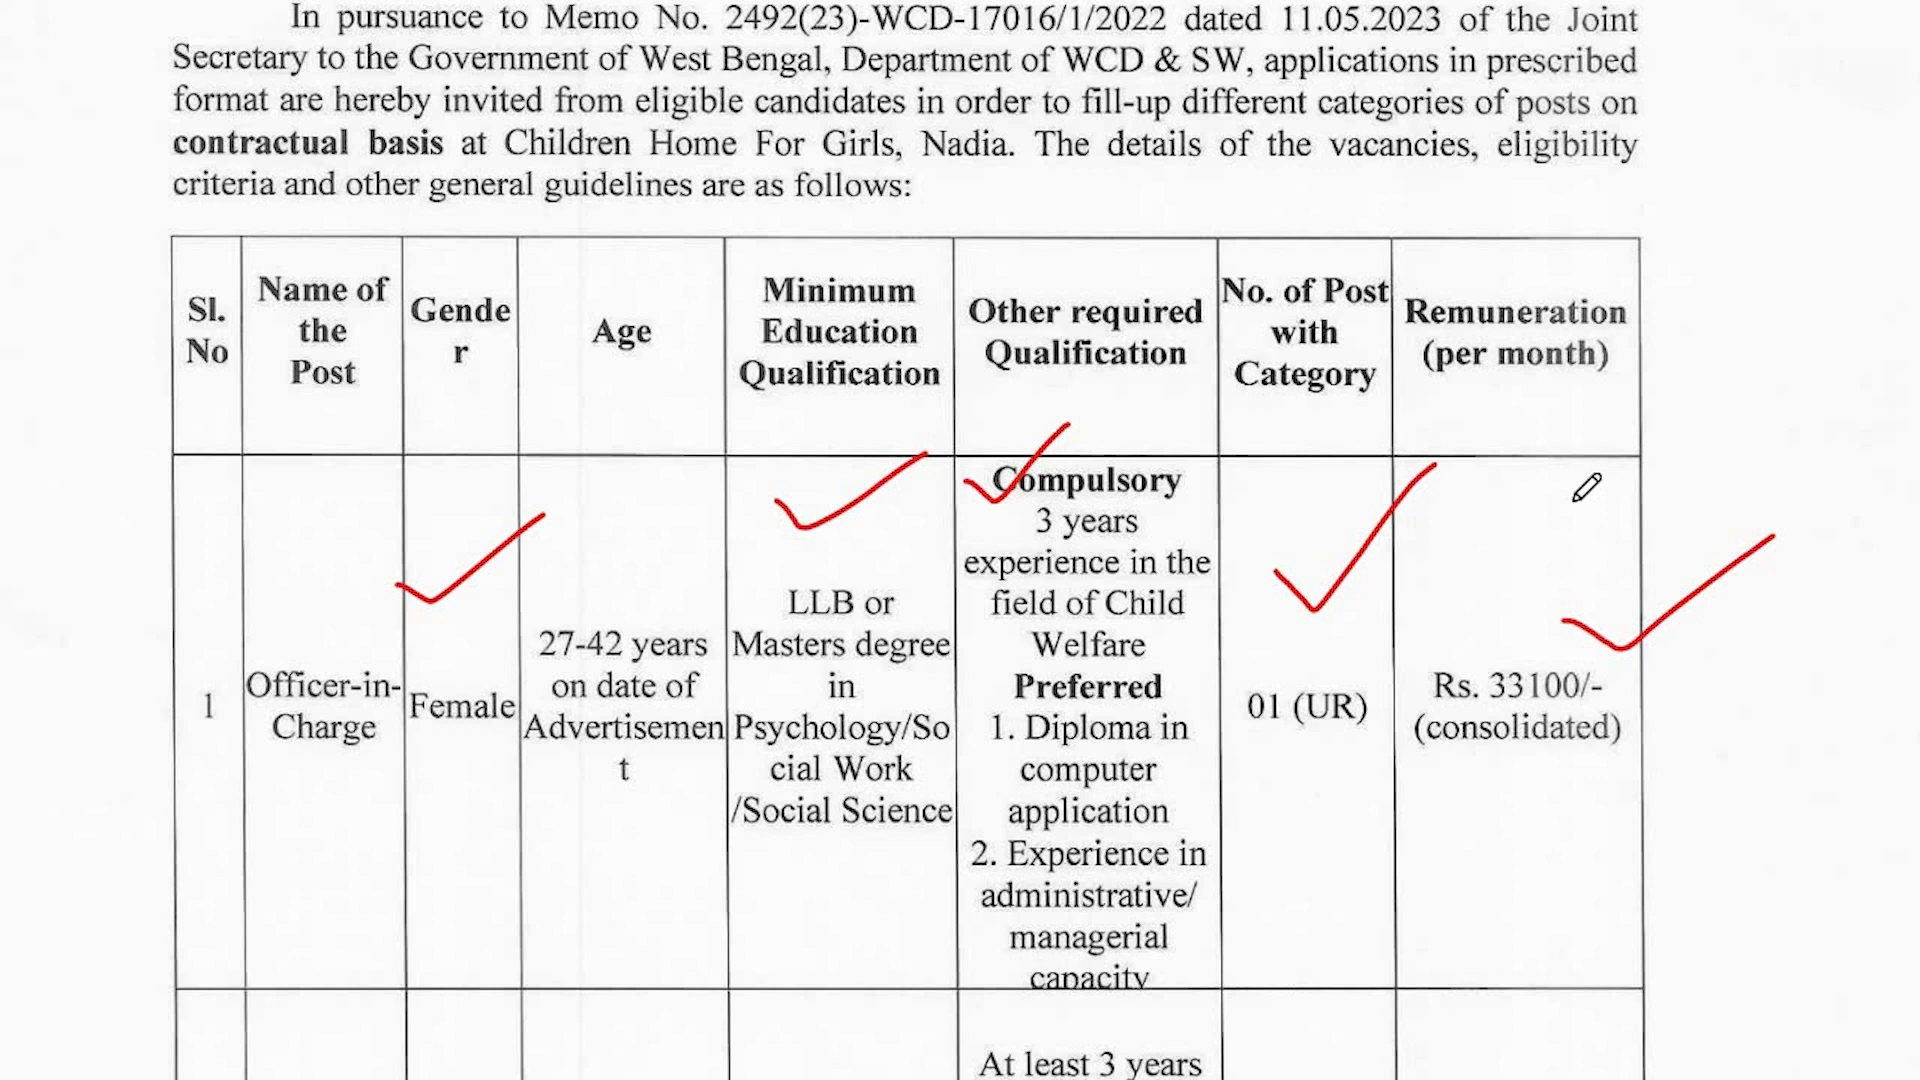 In pursuance to Memo No. 2492(23)-WCD-17016/1/2022 dated 11.05.2023 of the Joint
Secretary to the Government of West Bengal, Department of WCD & SW, applications in prescribed
format are hereby invited from eligible candidates in order to fill-up different categories of posts on
contractual basis at Children Home For Girls, Nadia. The details of the vacancies, eligibility
criteria and other general guidelines are as follows:
Sl.
No
Name of
the
Post
Gende
r
Age
Minimum
Education
Qualification
Other required
Qualification
No. of Post
with
Category
Remuneration
(per month)
1
Officer-in-
Charge
Female
27-42 years
on date of
Advertisemen
t
LLB or
Masters degree
in
Psychology/So
cial Work
/Social Science
Compulsory
3 years
experience in the
field of Child
Welfare
Preferred
1. Diploma in
computer
application
2. Experience in
administrative/
managerial
capacity
01 (UR)
Rs. 33100/-
(consolidated)
At least 3 years